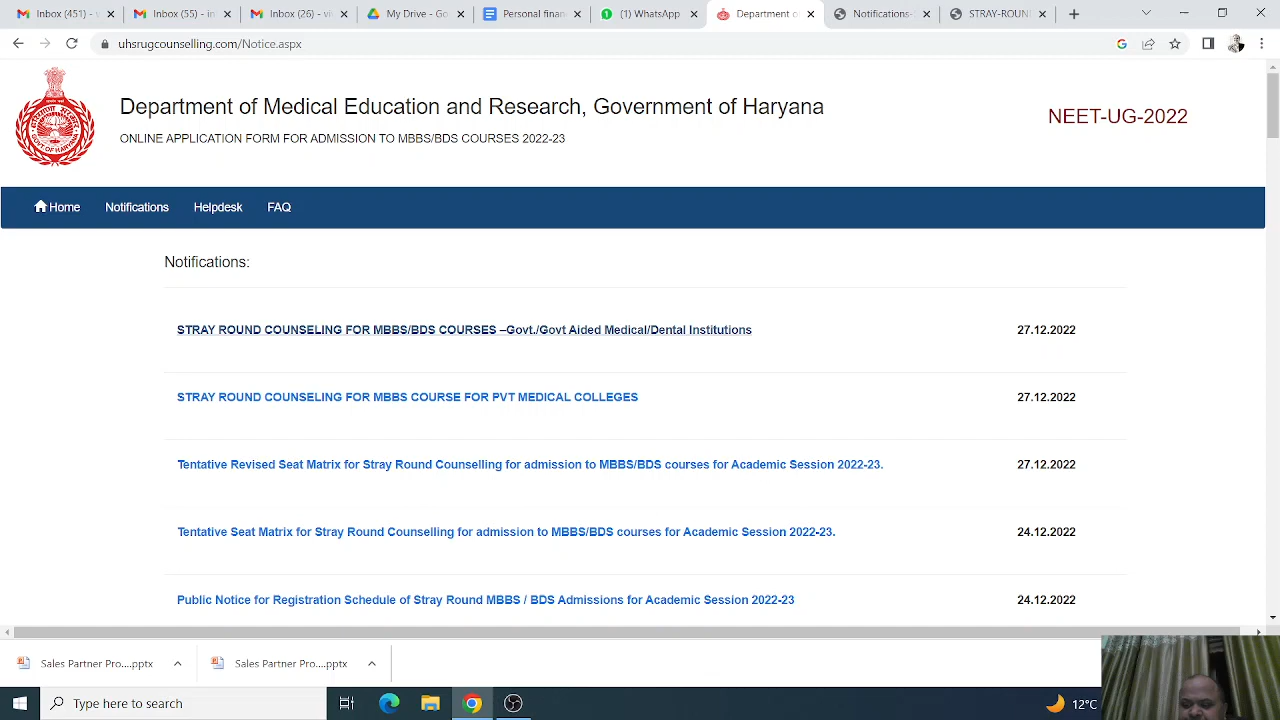 Inbox (451) - v
Inbox (55) - vi
Inbox (26) - vi
My Drive - Go
Personal finan
(1) WhatsApp
Department o
Notifications-
STRAY-ROUN
uhsrugcounselling.com/Notice.aspx
Department of Medical Education and Research, Government of Haryana
NEET-UG-2022
ONLINE APPLICATION FORM FOR ADMISSION TO MBBS/BDS COURSES 2022-23
Home Notifications Helpdesk FAQ
Notifications:
STRAY ROUND COUNSELING FOR MBBS/BDS COURSES –Govt./Govt Aided Medical/Dental Institutions 27.12.2022
STRAY ROUND COUNSELING FOR MBBS COURSE FOR PVT MEDICAL COLLEGES 27.12.2022
Tentative Revised Seat Matrix for Stray Round Counselling for admission to MBBS/BDS courses for Academic Session 2022-23. 27.12.2022
Tentative Seat Matrix for Stray Round Counselling for admission to MBBS/BDS courses for Academic Session 2022-23. 24.12.2022
Public Notice for Registration Schedule of Stray Round MBBS / BDS Admissions for Academic Session 2022-23 24.12.2022
Sales Partner Pro....pptx
Sales Partner Pro....pptx
Type here to search
12°C